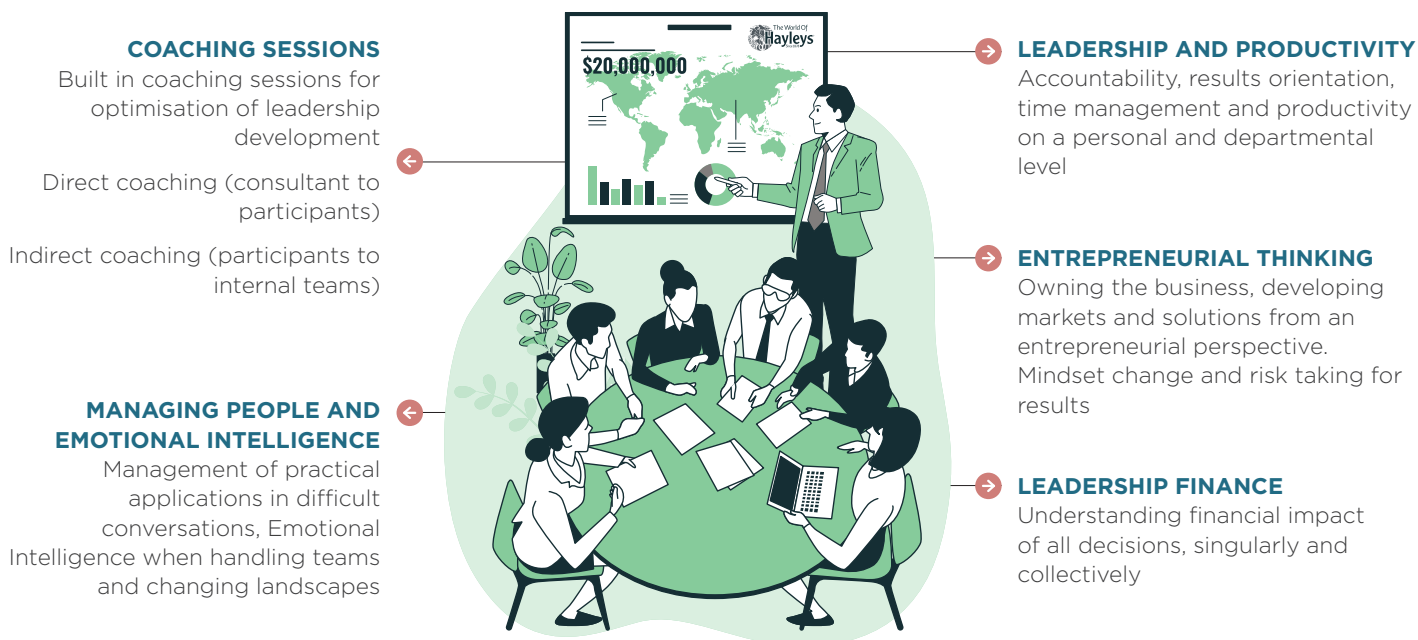 COACHING SESSIONS
Built in coaching sessions for
optimisation of leadership
development
Direct coaching (consultant to
participants)
Indirect coaching (participants to
internal teams)
MANAGING PEOPLE AND
EMOTIONAL INTELLIGENCE
Management of practical
applications in difficult
conversations, Emotional
Intelligence when handling teams
and changing landscapes
The World Of
Hayleys
$20,000,000
LEADERSHIP AND PRODUCTIVITY
Accountability, results orientation,
time management and productivity
on a personal and departmental
level
ENTREPRENEURIAL THINKING
Owning the business, developing
markets and solutions from an
entrepreneurial perspective.
Mindset change and risk taking for
results
LEADERSHIP FINANCE
Understanding financial impact
of all decisions, singularly and
collectively